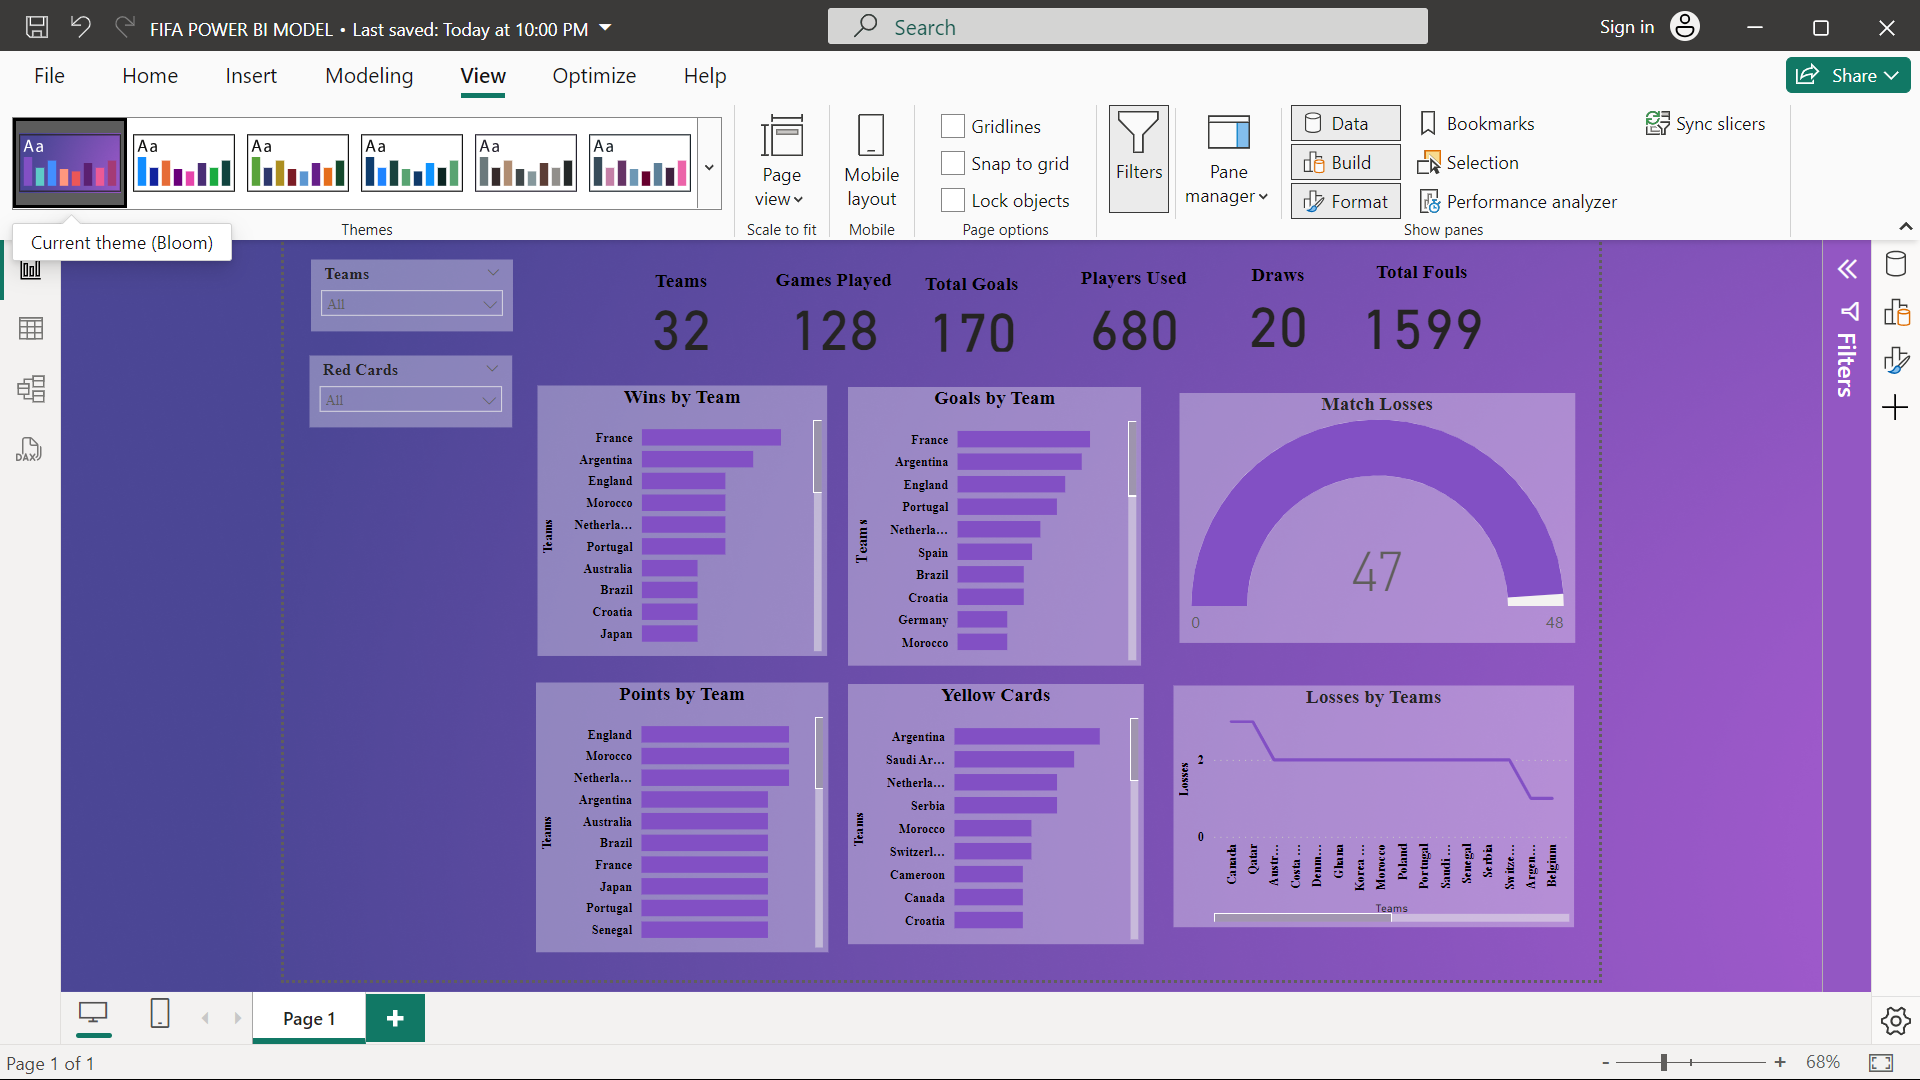 FIFA POWER BI MODEL • Last saved: Today at 10:00 PM
Search
Sign in
File
Home
Insert
Modeling
View
Optimize
Help
Share
Aa
Aa
Aa
Aa
Aa
Aa
Themes
Page view
Scale to fit
Mobile layout
Mobile
Gridlines
Snap to grid
Lock objects
Page options
Filters
Pane manager
Data
Build
Format
Bookmarks
Selection
Performance analyzer
Sync slicers
Show panes
Current theme (Bloom)
DAX
Teams
All
Red Cards
All
Teams
32
Games Played
128
Total Goals
170
Players Used
680
Draws
20
Total Fouls
1599
Wins by Team
Teams
France
Argentina
England
Morocco
Netherla...
Portugal
Australia
Brazil
Croatia
Japan
Goals by Team
Teams
France
Argentina
England
Portugal
Netherla...
Spain
Brazil
Croatia
Germany
Morocco
Match Losses
47
0
48
Points by Team
Teams
England
Morocco
Netherla...
Argentina
Australia
Brazil
France
Japan
Portugal
Senegal
Yellow Cards
Teams
Argentina
Saudi Ar...
Netherla...
Serbia
Morocco
Switzerl...
Cameroon
Canada
Croatia
Losses by Teams
Losses
2
0
Canada
Qatar
Austr...
Costa ...
Denm...
Ghana
Korea ...
Morocco
Poland
Portugal
Saudi ...
Senegal
Serbia
Switze...
Argen...
Belgium
Teams
Filters
Page 1
Page 1 of 1
- + 68%